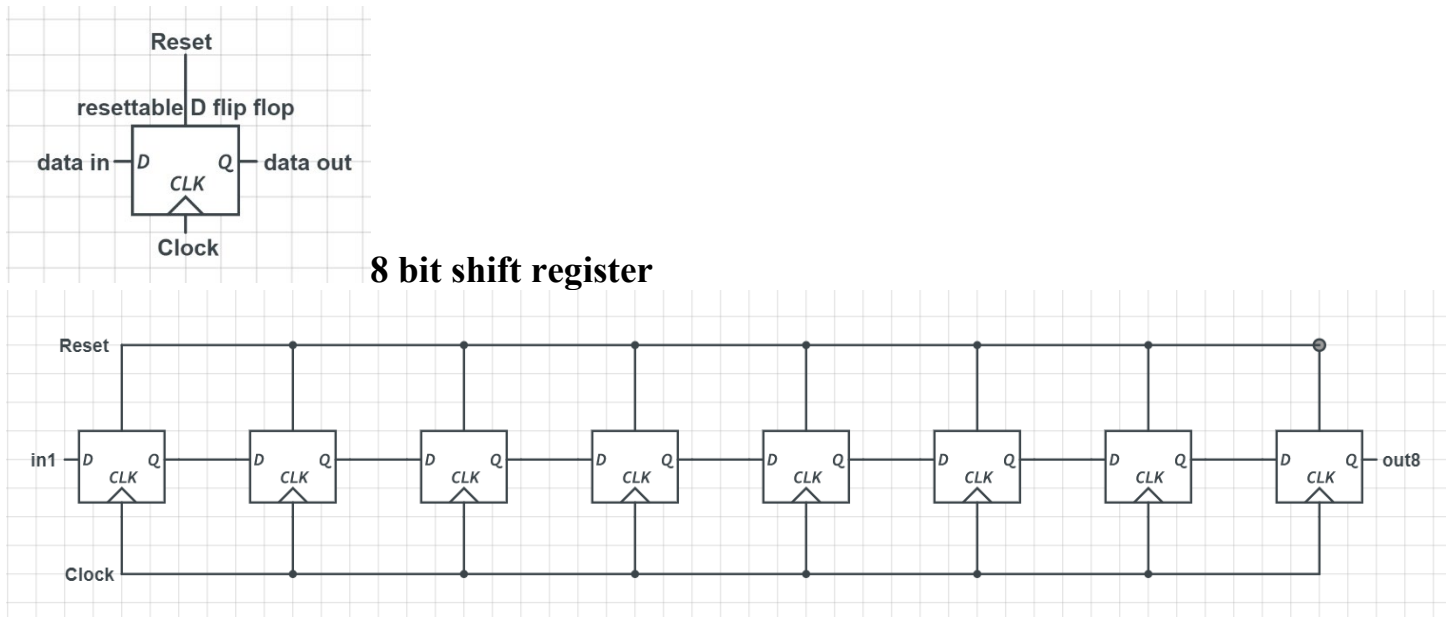 Reset
resettable D flip flop
data in D Q data out
CLK
Clock
8 bit shift register
Reset
in1 D Q D Q D Q D Q D Q D Q D Q D Q out8
CLK CLK CLK CLK CLK CLK CLK CLK
Clock